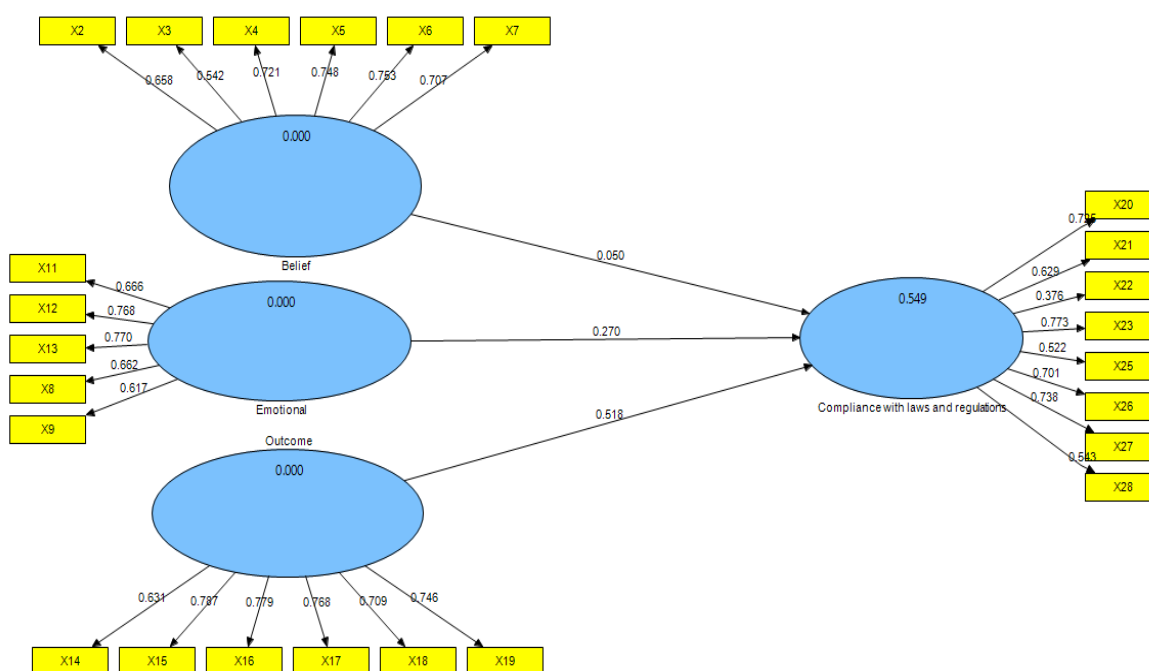 X2 X3 X4 X5 X6 X7
0.658 0.542 0.721 0.748 0.753 0.707
0.000
Belief
0.050
X11
X12
X13
X8
X9
0.666
0.768
0.770
0.662
0.617
0.000
Emotional
0.270
Outcome
0.000
0.518
0.631 0.787 0.779 0.768 0.709 0.746
X14 X15 X16 X17 X18 X19
0.549
Compliance with laws and regulations
0.629
0.376
0.773
0.522
0.701
0.738
0.543
X20
X21
X22
X23
X25
X26
X27
X28